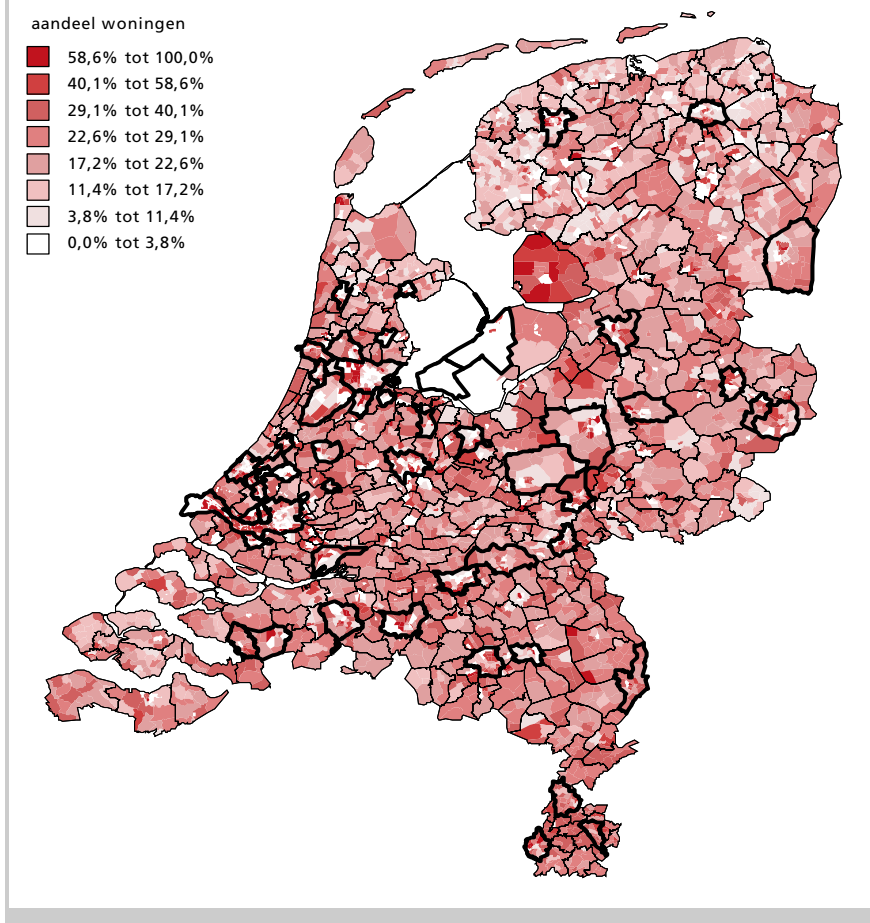 aandeel woningen
58,6% tot 100,0%
40,1% tot 58,6%
29,1% tot 40,1%
22,6% tot 29,1%
17,2% tot 22,6%
11,4% tot 17,2%
3,8% tot 11,4%
0,0% tot 3,8%